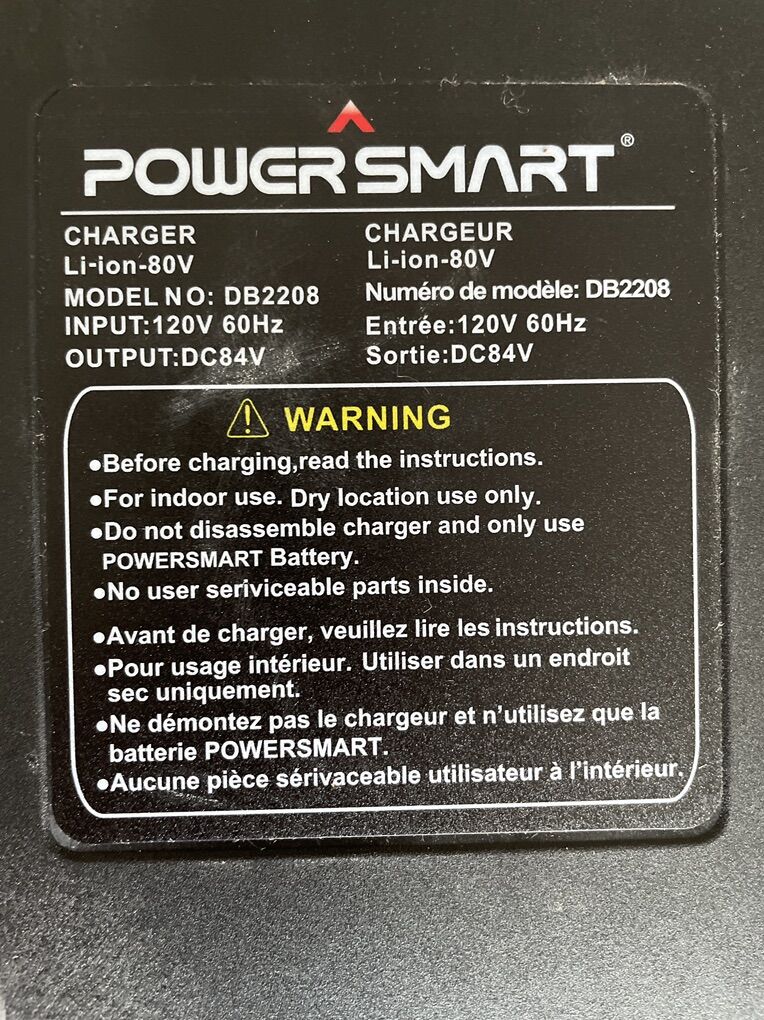 POWERSMART®
CHARGER
Li-ion-80V
MODEL NO: DB2208
INPUT:120V 60Hz
OUTPUT:DC84V
CHARGEUR
Li-ion-80V
Numéro de modèle: DB2208
Entrée:120V 60Hz
Sortie:DC84V
WARNING
•Before charging,read the instructions.
•For indoor use. Dry location use only.
•Do not disassemble charger and only use
POWERSMART Battery.
•No user seriviceable parts inside.
•Avant de charger, veuillez lire les instructions.
•Pour usage intérieur. Utiliser dans un endroit
sec uniquement.
•Ne démontez pas le chargeur et n’utilisez que la
batterie POWERSMART.
•Aucune pièce sérivaceable utilisateur à l’intérieur.